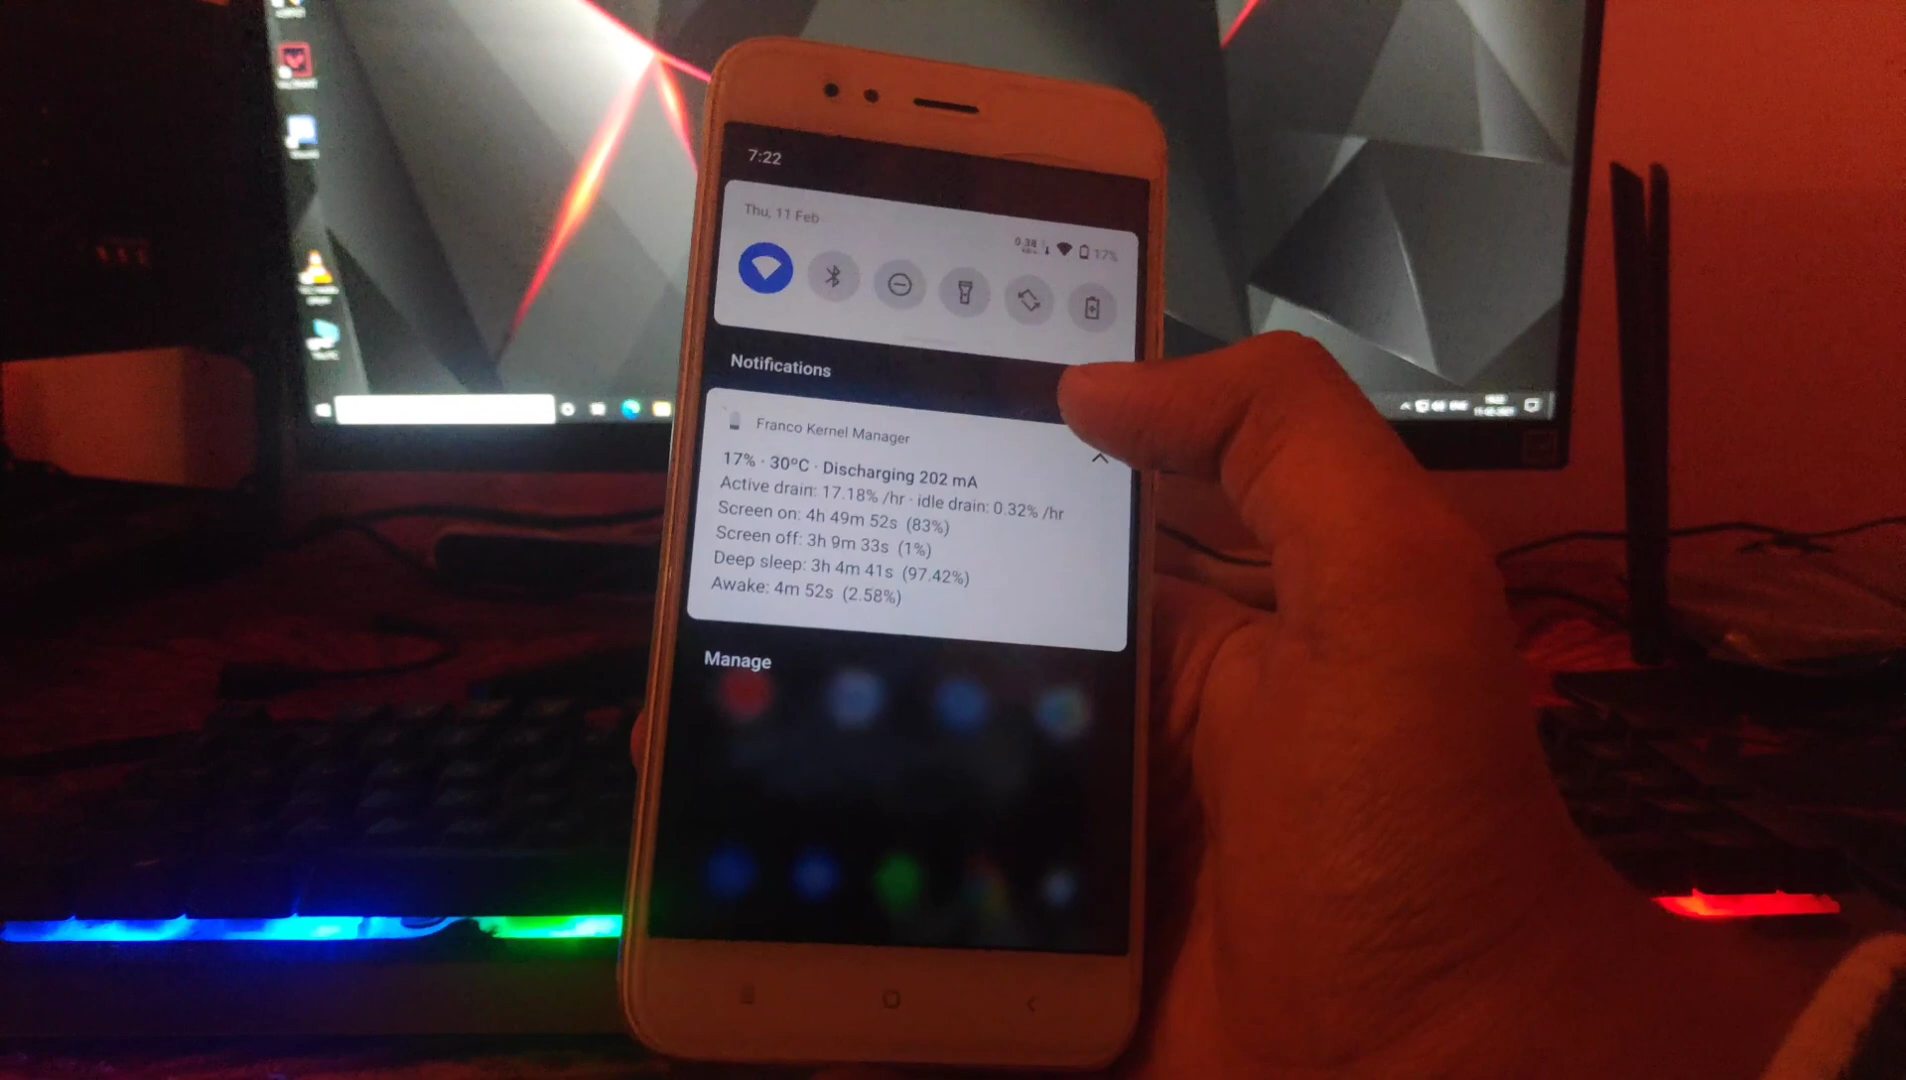 7:22
Thu, 11 Feb
0.38
17%
Notifications
Franco Kernel Manager
17% · 30ºC · Discharging 202 mA
Active drain: 17.18% /hr · idle drain: 0.32% /hr
Screen on: 4h 49m 52s (83%)
Screen off: 3h 9m 33s (1%)
Deep sleep: 3h 4m 41s (97.42%)
Awake: 4m 52s (2.58%)
Manage